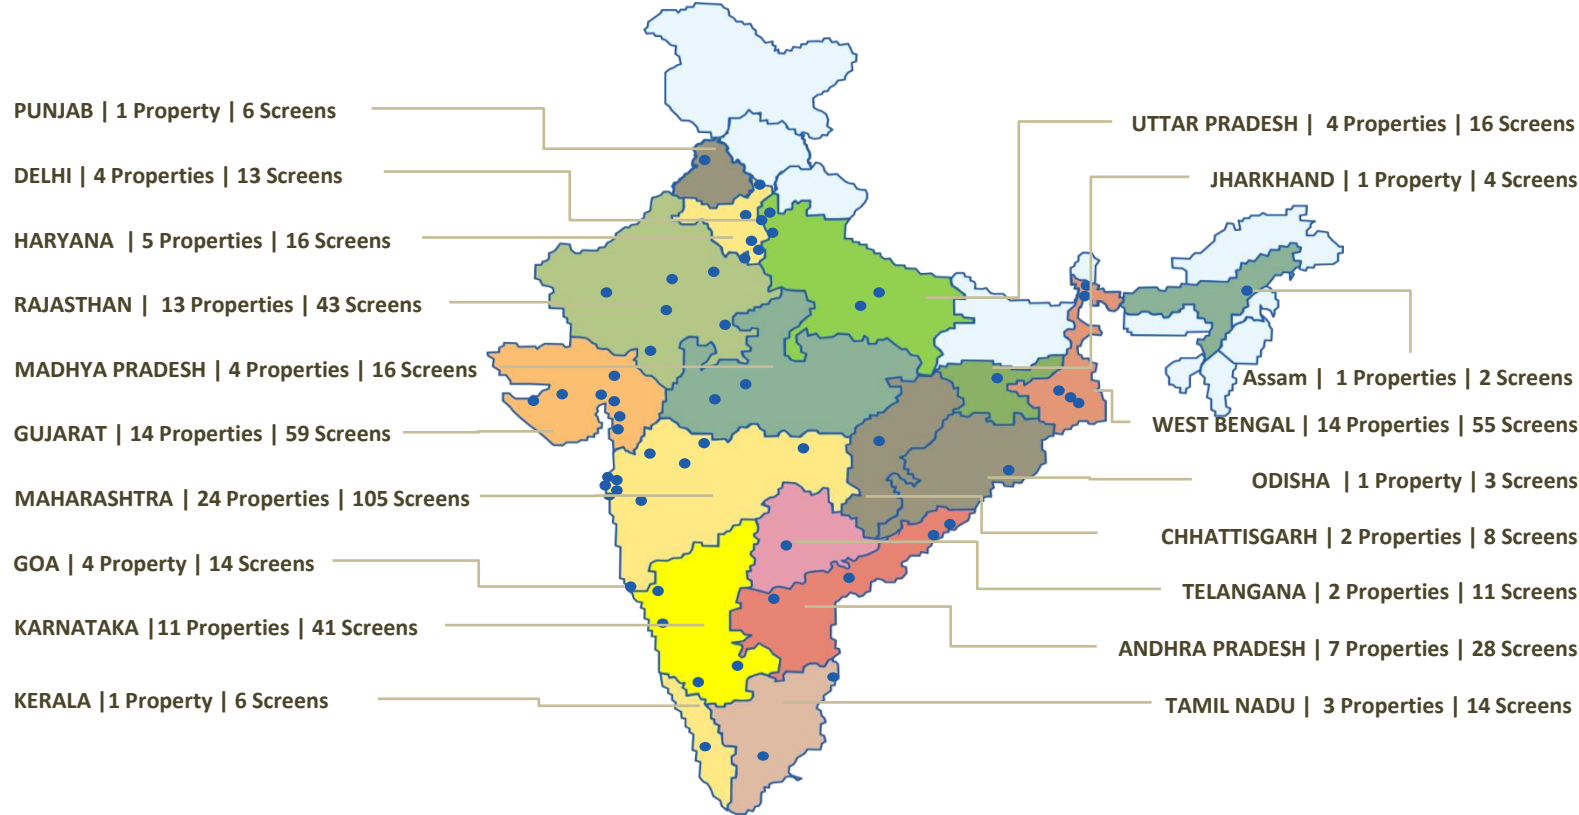 PUNJAB | 1 Property | 6 Screens
DELHI | 4 Properties | 13 Screens
HARYANA | 5 Properties | 16 Screens
RAJASTHAN | 13 Properties | 43 Screens
MADHYA PRADESH | 4 Properties | 16 Screens
GUJARAT | 14 Properties | 59 Screens
MAHARASHTRA | 24 Properties | 105 Screens
GOA | 4 Property | 14 Screens
KARNATAKA |11 Properties | 41 Screens
KERALA |1 Property | 6 Screens
UTTAR PRADESH | 4 Properties | 16 Screens
JHARKHAND | 1 Property | 4 Screens
Assam | 1 Properties | 2 Screens
WEST BENGAL | 14 Properties | 55 Screens
ODISHA | 1 Property | 3 Screens
CHHATTISGARH | 2 Properties | 8 Screens
TELANGANA | 2 Properties | 11 Screens
ANDHRA PRADESH | 7 Properties | 28 Screens
TAMIL NADU | 3 Properties | 14 Screens